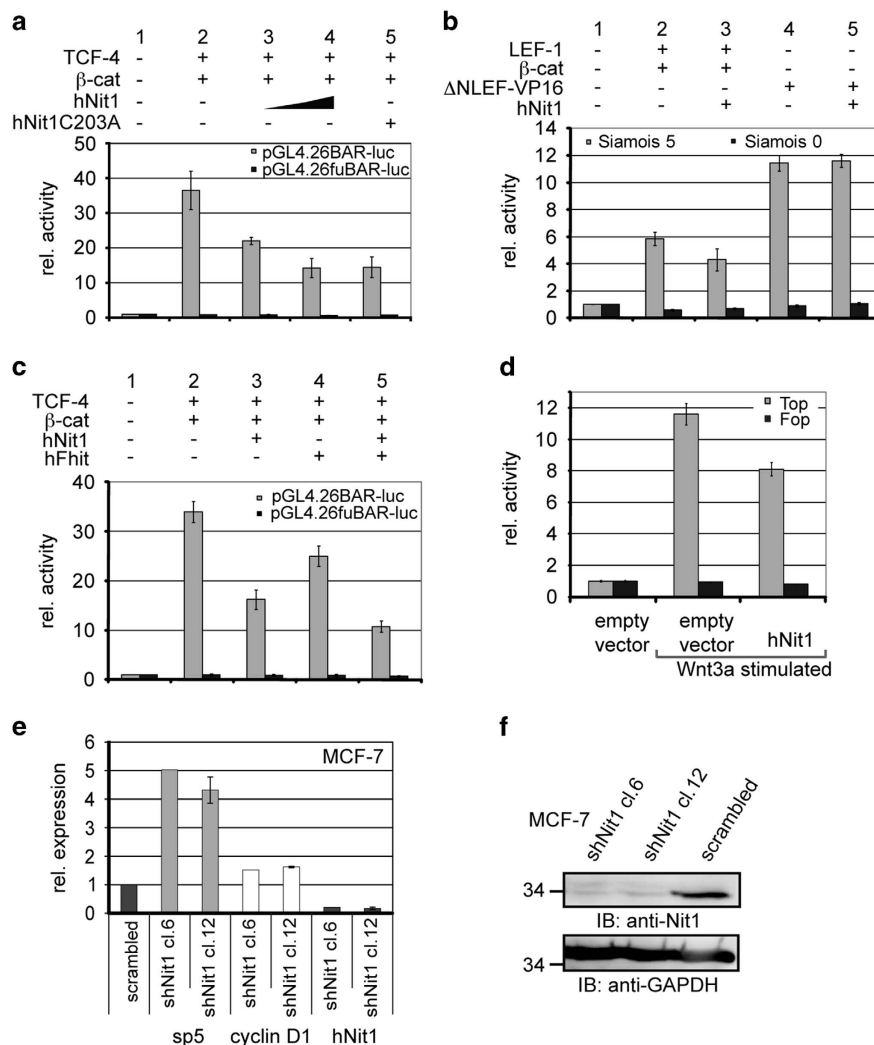 a
1 2 3 4 5
TCF-4 - + + + +
β-cat - + + + +
hNit1 - - -
hNit1C203A - - - - +
50
40
30
20
10
0
rel. activity
pGL4.26BAR-luc
pGL4.26fuBAR-luc
b
1 2 3 4 5
LEF-1 - + + - -
β-cat - + + - -
ΔNLEF-VP16 - - - + +
hNit1 - - + - +
14
12
10
8
6
4
2
0
rel. activity
Siamois 5
Siamois 0
c
1 2 3 4 5
TCF-4 - + + + +
β-cat - + + + +
hNit1 - - + - +
hFhit - - - + +
40
30
20
10
0
rel. activity
pGL4.26BAR-luc
pGL4.26fuBAR-luc
d
12
10
8
6
4
2
0
rel. activity
Top
Fop
empty vector
empty vector
hNit1
Wnt3a stimulated
e
MCF-7
6
5
4
3
2
1
0
rel. expression
scrambled
shNit1 cl.6
shNit1 cl.12
shNit1 cl.6
shNit1 cl.12
shNit1 cl.6
shNit1 cl.12
sp5 cyclin D1 hNit1
f
MCF-7
shNit1 cl.6
shNit1 cl.12
scrambled
34
IB: anti-Nit1
34
IB: anti-GAPDH